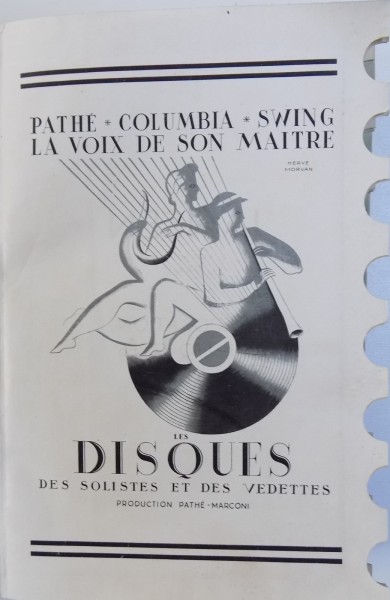 PATHÉ * COLUMBIA * SWING
LA VOIX DE SON MAITRE
HERVÉ
MORVAN
LES
DISQUES
DES SOLISTES ET DES VEDETTES
PRODUCTION PATHÉ-MARCONI